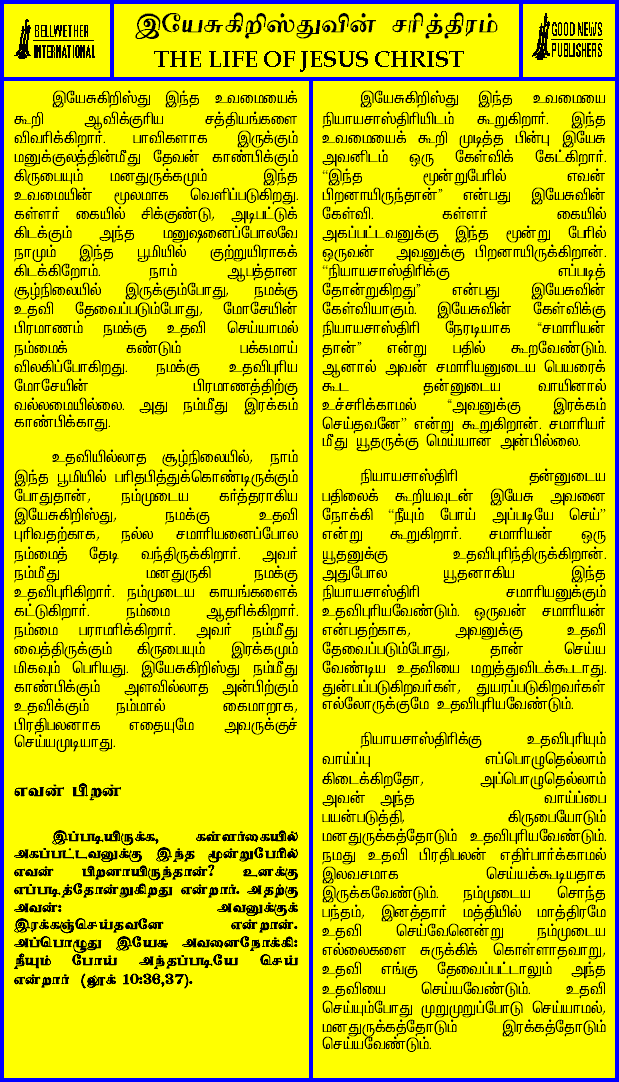 BELLWETHER
INTERNATIONAL
இயேசுகிறிஸ்துவின் சரித்திரம்
THE LIFE OF JESUS CHRIST
GOOD NEWS
PUBLISHERS
இயேசுகிறிஸ்து இந்த உவமையைக்
கூறி ஆவிக்குரிய சத்தியங்களை
விவரிக்கிறார். பாவிகளாக இருக்கும்
மனுக்குலத்தின்மீது தேவன் காண்பிக்கும்
கிருபையும் மனதுருக்கமும் இந்த
உவமையின் மூலமாக வெளிப்படுகிறது.
கள்ளர் கையில் சிக்குண்டு, அடிபட்டுக்
கிடக்கும் அந்த மனுஷனைப்போலவே
நாமும் இந்த பூமியில் குற்றுயிராகக்
கிடக்கிறோம். நாம் ஆபத்தான
சூழ்நிலையில் இருக்கும்போது, நமக்கு
உதவி தேவைப்படும்போது, மோசேயின்
பிரமாணம் நமக்கு உதவி செய்யாமல்
நம்மைக் கண்டும் பக்கமாய்
விலகிப்போகிறது. நமக்கு உதவிபுரிய
மோசேயின் பிரமாணத்திற்கு
வல்லமையில்லை. அது நம்மீது இரக்கம்
காண்பிக்காது.
உதவியில்லாத சூழ்நிலையில், நாம்
இந்த பூமியில் பரிதபித்துக்கொண்டிருக்கும்
போதுதான், நம்முடைய கர்த்தராகிய
இயேசுகிறிஸ்து, நமக்கு உதவி
புரிவதற்காக, நல்ல சமாரியனைப்போல
நம்மைத் தேடி வந்திருக்கிறார். அவர்
நம்மீது மனதுருகி நமக்கு
உதவிபுரிகிறார். நம்முடைய காயங்களைக்
கட்டுகிறார். நம்மை ஆதரிக்கிறார்.
நம்மை பராமரிக்கிறார். அவர் நம்மீது
வைத்திருக்கும் கிருபையும் இரக்கமும்
மிகவும் பெரியது. இயேசுகிறிஸ்து நம்மீது
காண்பிக்கும் அளவில்லாத அன்பிற்கும்
உதவிக்கும் நம்மால் கைமாறாக,
பிரதிபலனாக எதையுமே அவருக்குச்
செய்யமுடியாது.
எவன் பிறன்
இப்படியிருக்க, கள்ளர்கையில்
அகப்பட்டவனுக்கு இந்த மூன்றுபேரில்
எவன் பிறனாயிருந்தான்? உனக்கு
எப்படித்தோன்றுகிறது என்றார். அதற்கு
அவன்: அவனுக்குக்
இரக்கஞ்செய்தவனே என்றான்.
அப்பொழுது இயேசு அவனைநோக்கி:
நீயும் போய் அந்தப்படியே செய்
என்றார் (லூக் 10:36,37).
இயேசுகிறிஸ்து இந்த உவமையை
நியாயசாஸ்திரியிடம் கூறுகிறார். இந்த
உவமையைக் கூறி முடித்த பின்பு இயேசு
அவனிடம் ஒரு கேள்விக் கேட்கிறார்.
“இந்த மூன்றுபேரில் எவன்
பிறனாயிருந்தான்” என்பது இயேசுவின்
கேள்வி. கள்ளர் கையில்
அகப்பட்டவனுக்கு இந்த மூன்று பேரில்
ஒருவன் அவனுக்கு பிறனாயிருக்கிறான்.
“நியாயசாஸ்திரிக்கு எப்படித்
தோன்றுகிறது” என்பது இயேசுவின்
கேள்வியாகும். இயேசுவின் கேள்விக்கு
நியாயசாஸ்திரி நேரடியாக “சமாரியன்
தான்” என்று பதில் கூறவேண்டும்.
ஆனால் அவன் சமாரியனுடைய பெயரைக்
கூட தன்னுடைய வாயினால்
உச்சரிக்காமல் “அவனுக்கு இரக்கம்
செய்தவனே” என்று கூறுகிறான். சமாரியர்
மீது யூதருக்கு மெய்யான அன்பில்லை.
நியாயசாஸ்திரி தன்னுடைய
பதிலைக் கூறியவுடன் இயேசு அவனை
நோக்கி “நீயும் போய் அப்படியே செய்”
என்று கூறுகிறார். சமாரியன் ஒரு
யூதனுக்கு உதவிபுரிந்திருக்கிறான்.
அதுபோல யூதனாகிய இந்த
நியாயசாஸ்திரி சமாரியனுக்கும்
உதவிபுரியவேண்டும். ஒருவன் சமாரியன்
என்பதற்காக, அவனுக்கு உதவி
தேவைப்படும்போது, தான் செய்ய
வேண்டிய உதவியை மறுத்துவிடக்கூடாது.
துன்பப்படுகிறவர்கள், துயரப்படுகிறவர்கள்
எல்லோருக்குமே உதவிபுரியவேண்டும்.
நியாயசாஸ்திரிக்கு உதவிபுரியும்
வாய்ப்பு எப்பொழுதெல்லாம்
கிடைக்கிறதோ, அப்பொழுதெல்லாம்
அவன் அந்த வாய்ப்பை
பயன்படுத்தி, கிருபையோடும்
மனதுருக்கத்தோடும் உதவிபுரியவேண்டும்.
நமது உதவி பிரதிபலன் எதிர்பார்க்காமல்
இலவசமாக செய்யக்கூடியதாக
இருக்கவேண்டும். நம்முடைய சொந்த
பந்தம், இனத்தார் மத்தியில் மாத்திரமே
உதவி செய்வேனென்று நம்முடைய
எல்லைகளை சுருக்கிக் கொள்ளாதவாறு,
உதவி எங்கு தேவைப்பட்டாலும் அந்த
உதவியை செய்யவேண்டும். உதவி
செய்யும்போது முறுமுறுப்போடு செய்யாமல்,
மனதுருக்கத்தோடும் இரக்கத்தோடும்
செய்யவேண்டும்.